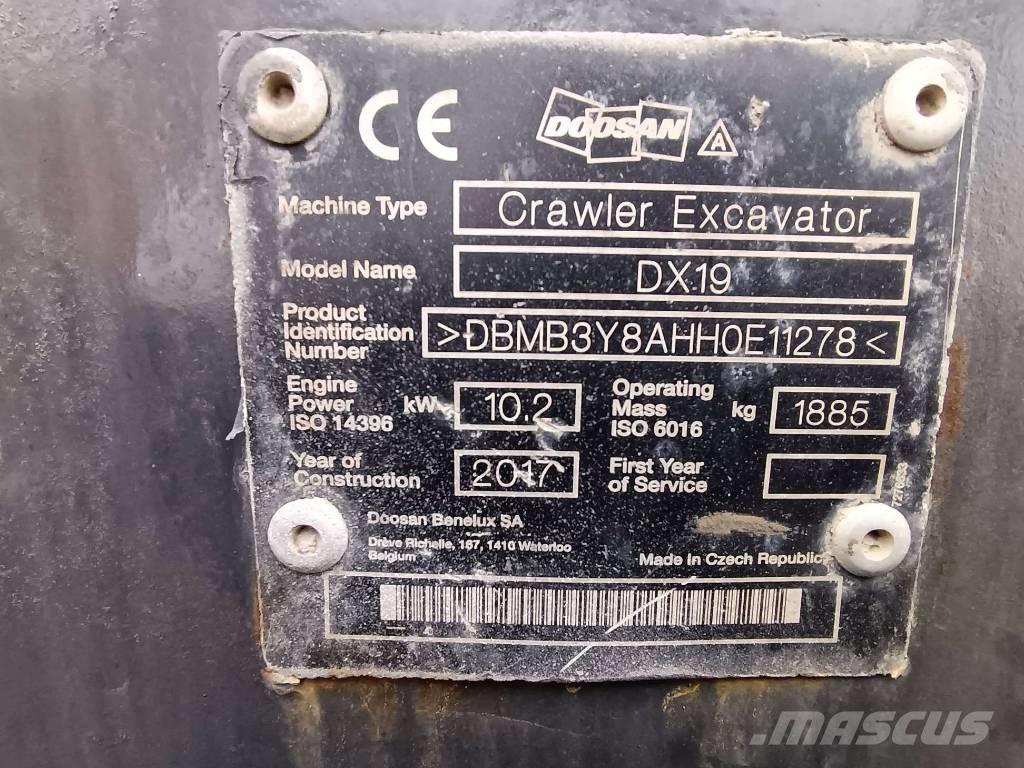 CE DOOSAN A
Machine Type Crawler Excavator
Model Name DX19
Product
Identification >DBMB3Y8AHH0E11278<
Number
Engine Operating
Power kW 10.2 Mass kg 1885
ISO 14396 ISO 6016
Year of First Year
Construction 2017 of Service
Doosan Benelux SA
Drève Richelle, 167, 1410 Waterloo
Belgium Made In Czech Republic
MASCUS